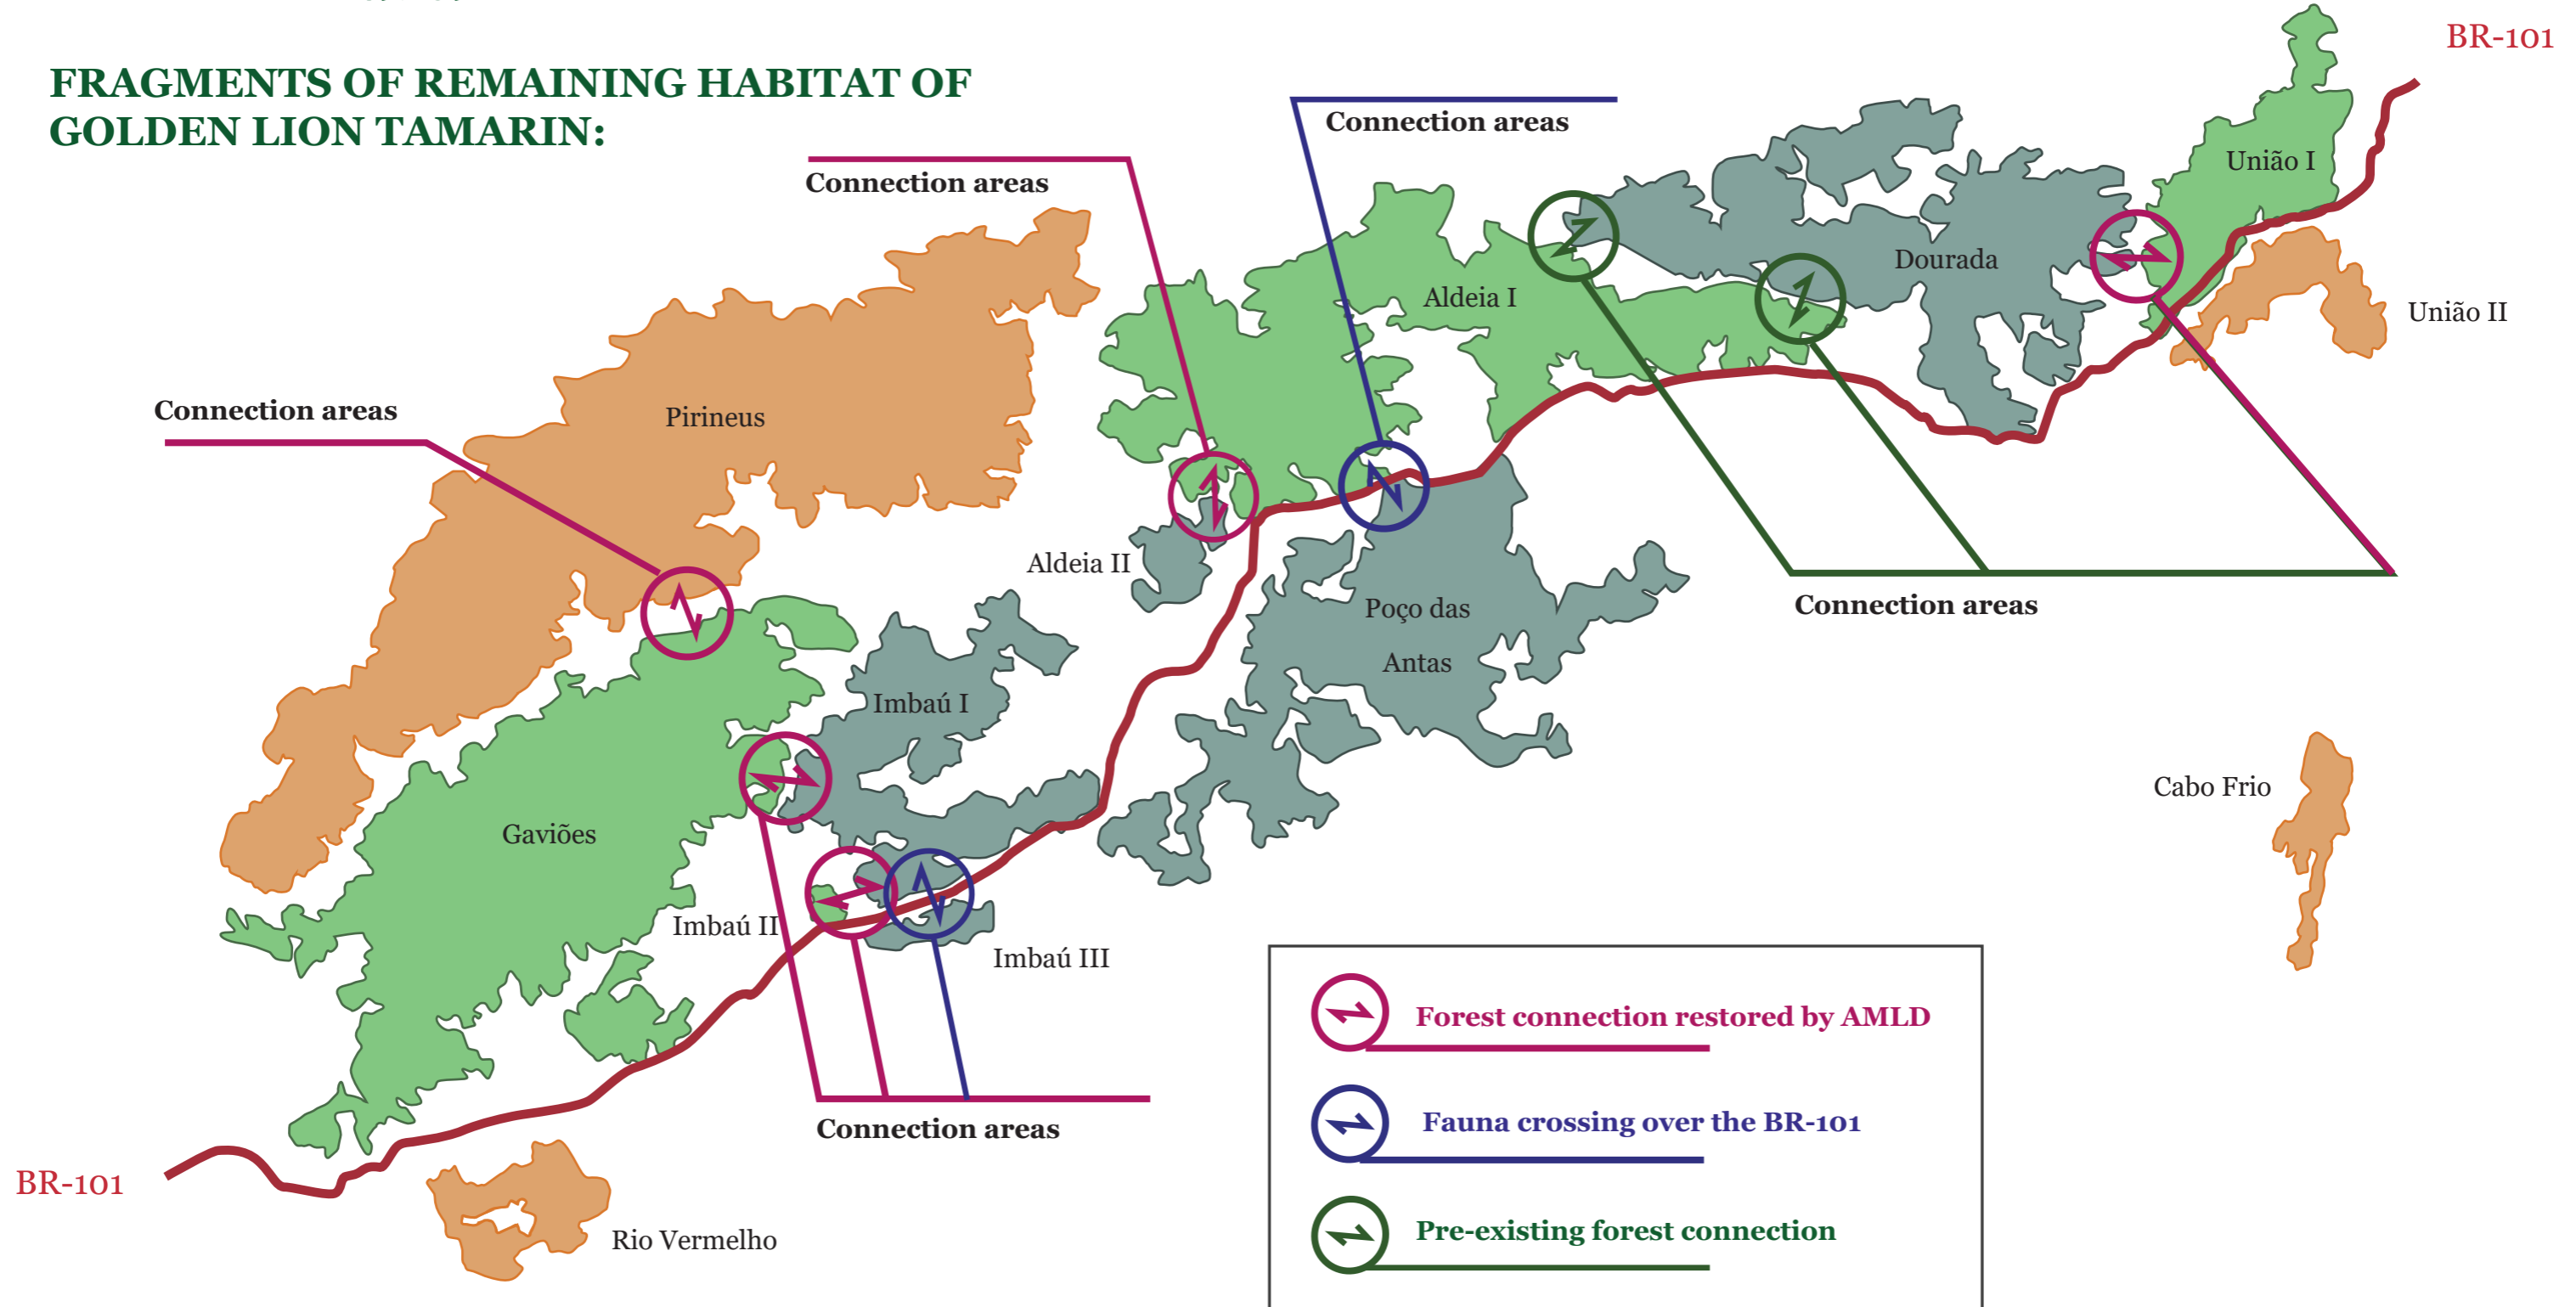 BR-101
FRAGMENTS OF REMAINING HABITAT OF
GOLDEN LION TAMARIN:
Connection areas
Connection areas
União I
Dourada
Aldeia I
União II
Connection areas
Pirineus
Aldeia II
Poço das
Antas
Connection areas
Imbaú I
Cabo Frio
Gaviões
Imbaú II
Imbaú III
Forest connection restored by AMLD
Connection areas
Fauna crossing over the BR-101
BR-101
Pre-existing forest connection
Rio Vermelho